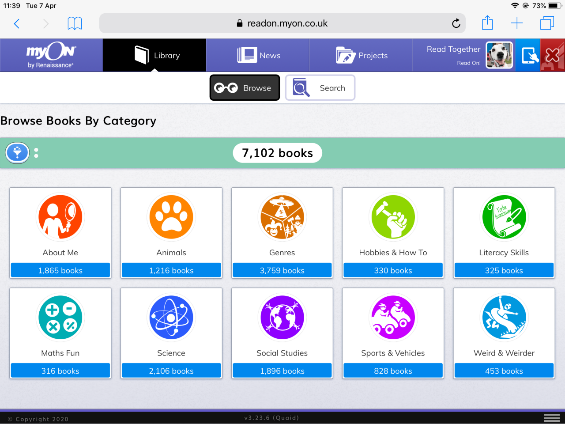 11:39 Tue 7 Apr
73%
readon.myon.co.uk
myON
by Renaissance
Library
News
Projects
Read Together
Read On!
Browse
Search
Browse Books By Category
7,102 books
About Me
Animals
Genres
Hobbies & How To
Literacy Skills
1,865 books
1,216 books
3,759 books
330 books
325 books
Maths Fun
Science
Social Studies
Sports & Vehicles
Weird & Weirder
316 books
2,106 books
1,896 books
828 books
453 books
© Copyright 2020
v3.23.6 (Quaid)